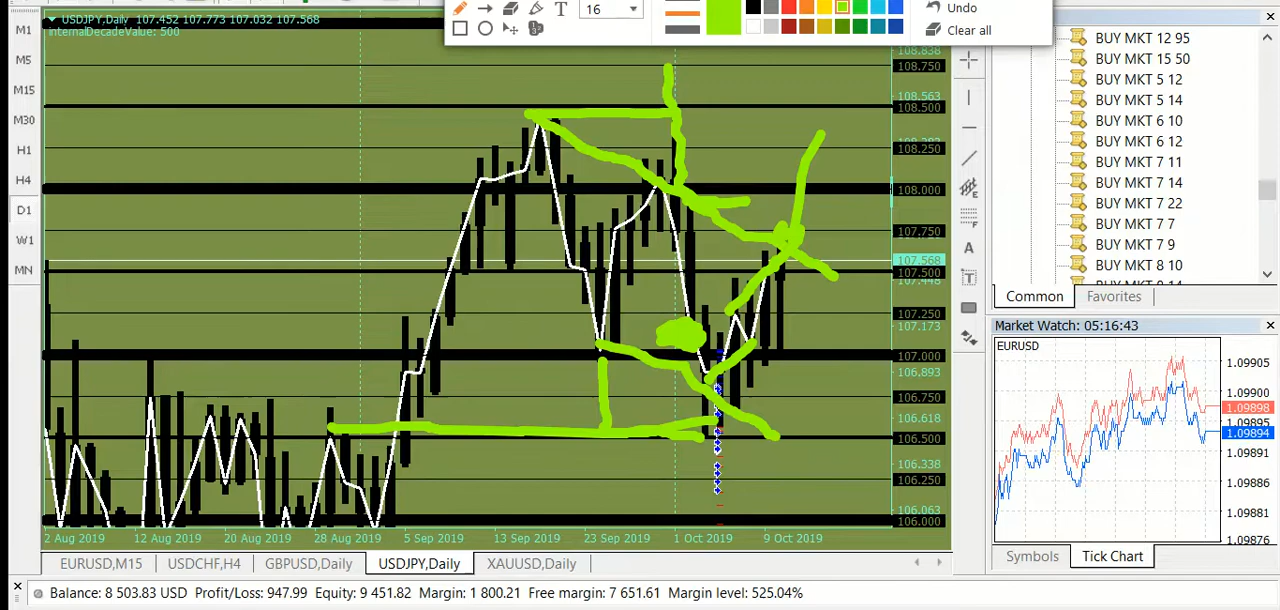 USDJPY,Daily 107.452 107.773 107.032 107.568
InternalDecadeValue: 500
16
Undo
Clear all
M1
M5
M15
M30
H1
H4
D1
W1
MN
108.838
108.750
108.563
108.500
108.250
108.000
107.750
107.568
107.500
107.448
107.250
107.173
107.000
106.893
106.750
106.618
106.500
106.338
106.250
106.063
106.000
2 Aug 2019
12 Aug 2019
20 Aug 2019
28 Aug 2019
5 Sep 2019
13 Sep 2019
23 Sep 2019
1 Oct 2019
9 Oct 2019
EURUSD,M15
USDCHF,H4
GBPUSD,Daily
USDJPY,Daily
XAUUSD,Daily
Balance: 8 503.83 USD Profit/Loss: 947.99 Equity: 9 451.82 Margin: 1 800.21 Free margin: 7 651.61 Margin level: 525.04%
BUY MKT 12 95
BUY MKT 15 50
BUY MKT 5 12
BUY MKT 5 14
BUY MKT 6 10
BUY MKT 6 12
BUY MKT 7 11
BUY MKT 7 14
BUY MKT 7 22
BUY MKT 7 7
BUY MKT 7 9
BUY MKT 8 10
Common
Favorites
Market Watch: 05:16:43
EURUSD
1.09905
1.09900
1.09898
1.09895
1.09894
1.09891
1.09886
1.09881
1.09876
Symbols
Tick Chart